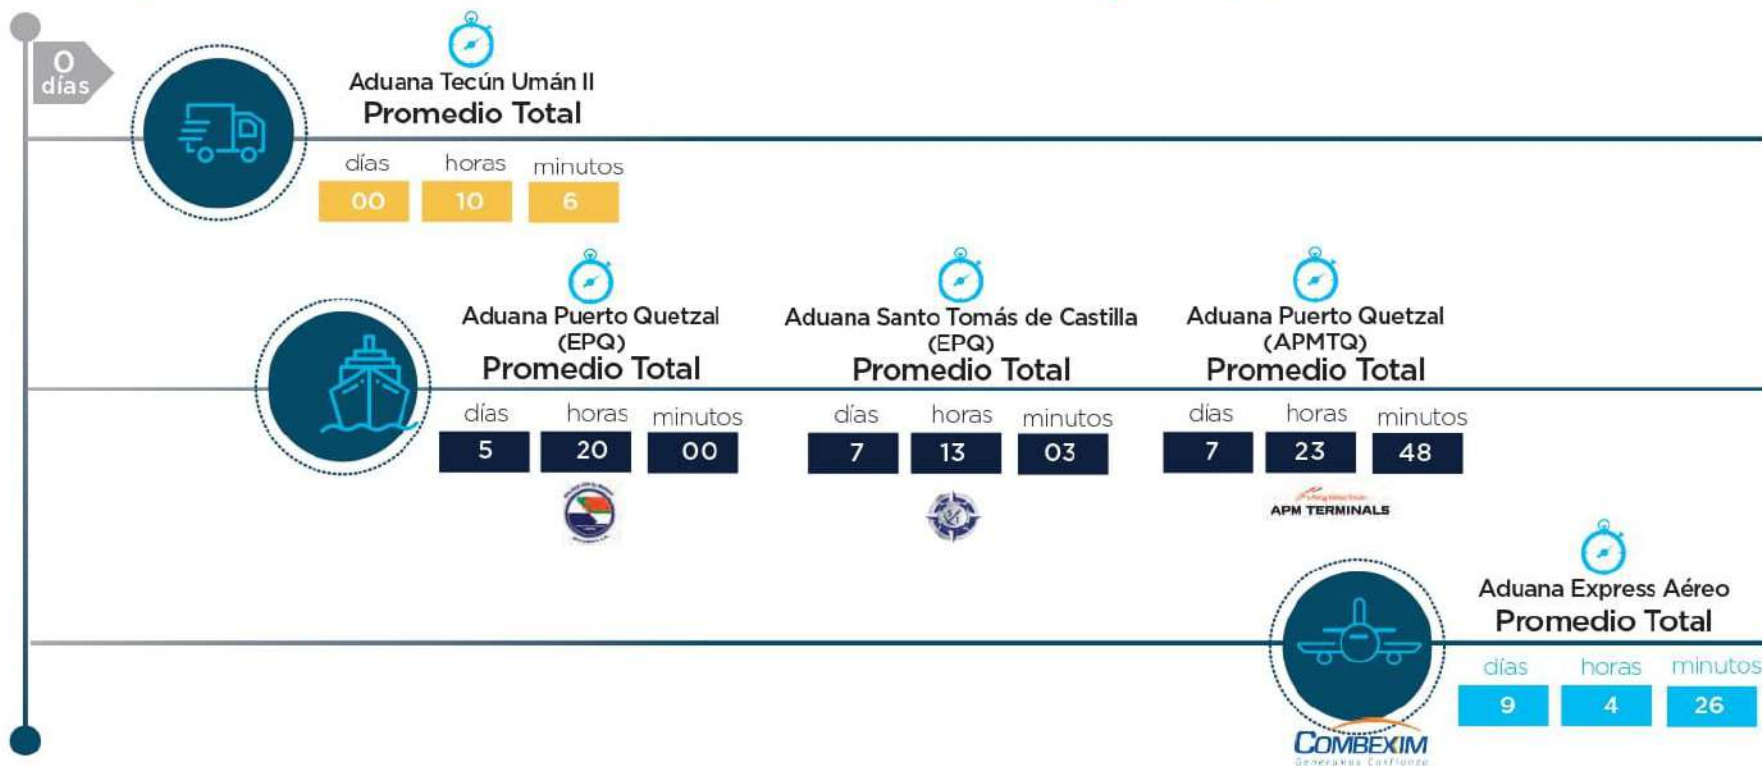 0
días
Aduana Tecún Umán II
Promedio Total
días horas minutos
00 10 6
Aduana Puerto Quetzal
(EPQ)
Promedio Total
días horas minutos
5 20 00
Aduana Santo Tomás de Castilla
(EPQ)
Promedio Total
días horas minutos
7 13 03
Aduana Puerto Quetzal
(APMTQ)
Promedio Total
días horas minutos
7 23 48
APM TERMINALS
Aduana Express Aéreo
Promedio Total
días horas minutos
9 4 26
COMBEXIM
Generamos Confianza